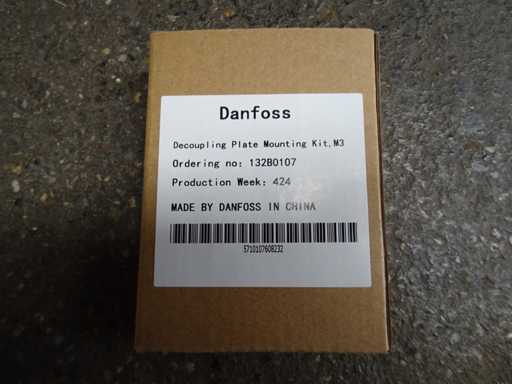 Danfoss
Decoupling Plate Mounting Kit,M3
Ordering no: 132B0107
Production Week: 424
MADE BY DANFOSS IN CHINA
5710107608232